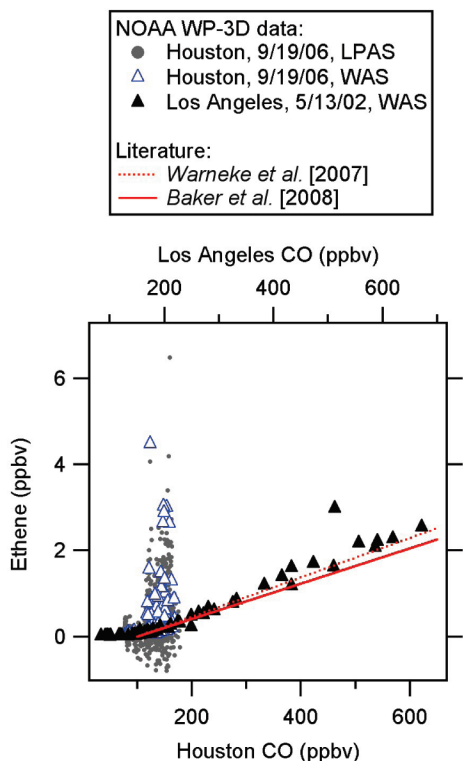 NOAA WP-3D data:
Houston, 9/19/06, LPAS
Houston, 9/19/06, WAS
Los Angeles, 5/13/02, WAS
Literature:
Warneke et al. [2007]
Baker et al. [2008]
Los Angeles CO (ppbv)
200 400 600
6
4
2
0
Ethene (ppbv)
200 400 600
Houston CO (ppbv)